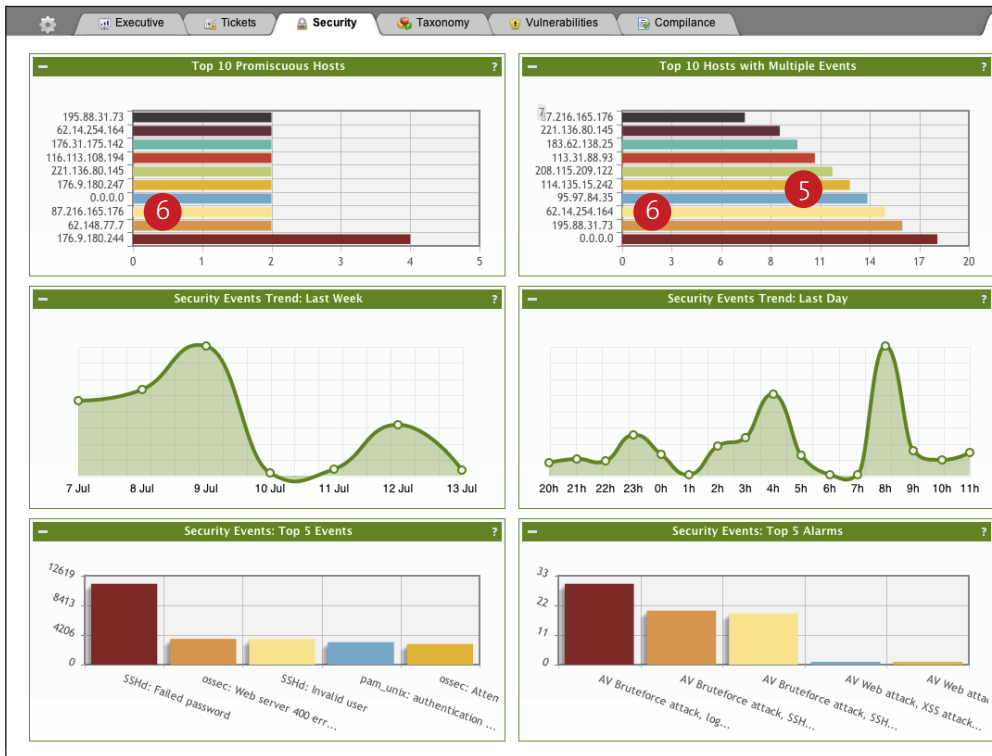 Executive Tickets Security Taxonomy Vulnerabilities Compliance
Top 10 Promiscuous Hosts ?
195.88.31.73
62.14.254.164
176.31.175.142
116.113.108.194
221.136.80.145
176.9.180.247
0.0.0.0
87.216.165.176
62.148.77.7
176.9.180.244
6
0 1 2 3 4 5
Top 10 Hosts with Multiple Events ?
7
87.216.165.176
221.136.80.145
183.62.138.25
113.31.88.93
208.115.209.122
114.135.15.242
95.97.84.35
62.14.254.164
195.88.31.73
0.0.0.0
5
6
0 3 6 8 11 14 17 20
Security Events Trend: Last Week ?
7 Jul 8 Jul 9 Jul 10 Jul 11 Jul 12 Jul 13 Jul
Security Events Trend: Last Day ?
20h 21h 22h 23h 0h 1h 2h 3h 4h 5h 6h 7h 8h 9h 10h 11h
Security Events: Top 5 Events ?
12619
8413
4206
0
SSHd: Failed password
ossec: Web server 400 err...
SSHd: Invalid user
pam_unix: authentication ...
ossec: Atten
Security Events: Top 5 Alarms ?
33
22
11
0
AV Bruteforce attack, log...
AV Bruteforce attack, SSH...
AV Bruteforce attack, SSH...
AV Web attack, XSS attack...
AV Web atta